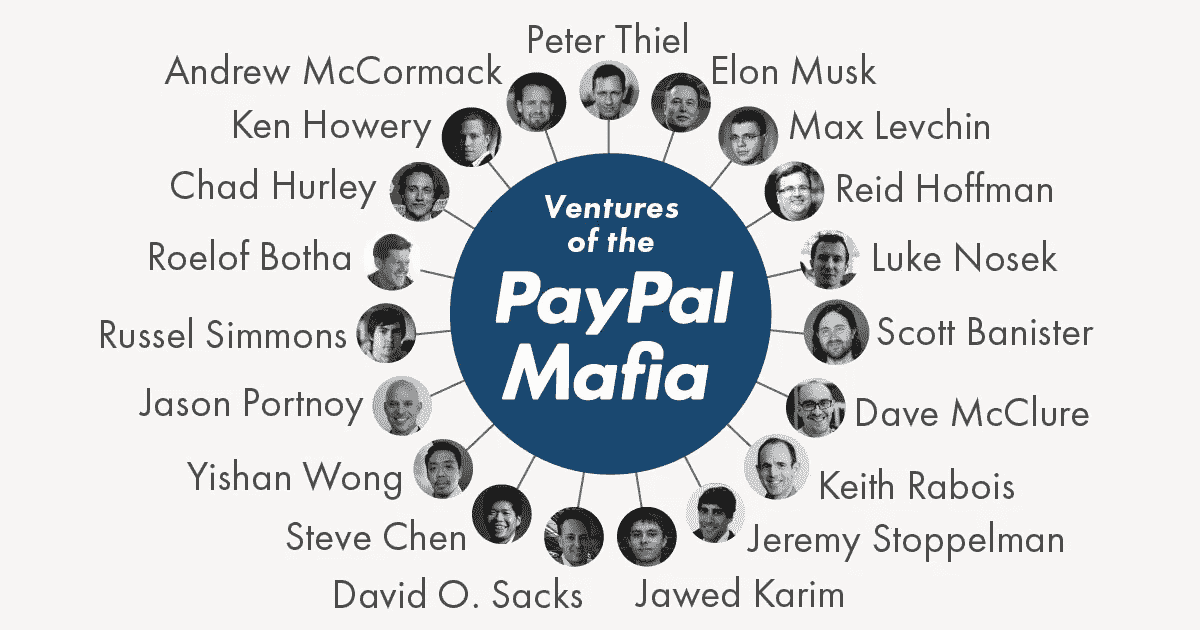 Peter Thiel
Andrew McCormack
Elon Musk
Ken Howery
Max Levchin
Chad Hurley
Reid Hoffman
Ventures
of the
PayPal
Mafia
Roelof Botha
Luke Nosek
Russel Simmons
Scott Banister
Jason Portnoy
Dave McClure
Yishan Wong
Keith Rabois
Steve Chen
Jeremy Stoppelman
David O. Sacks
Jawed Karim